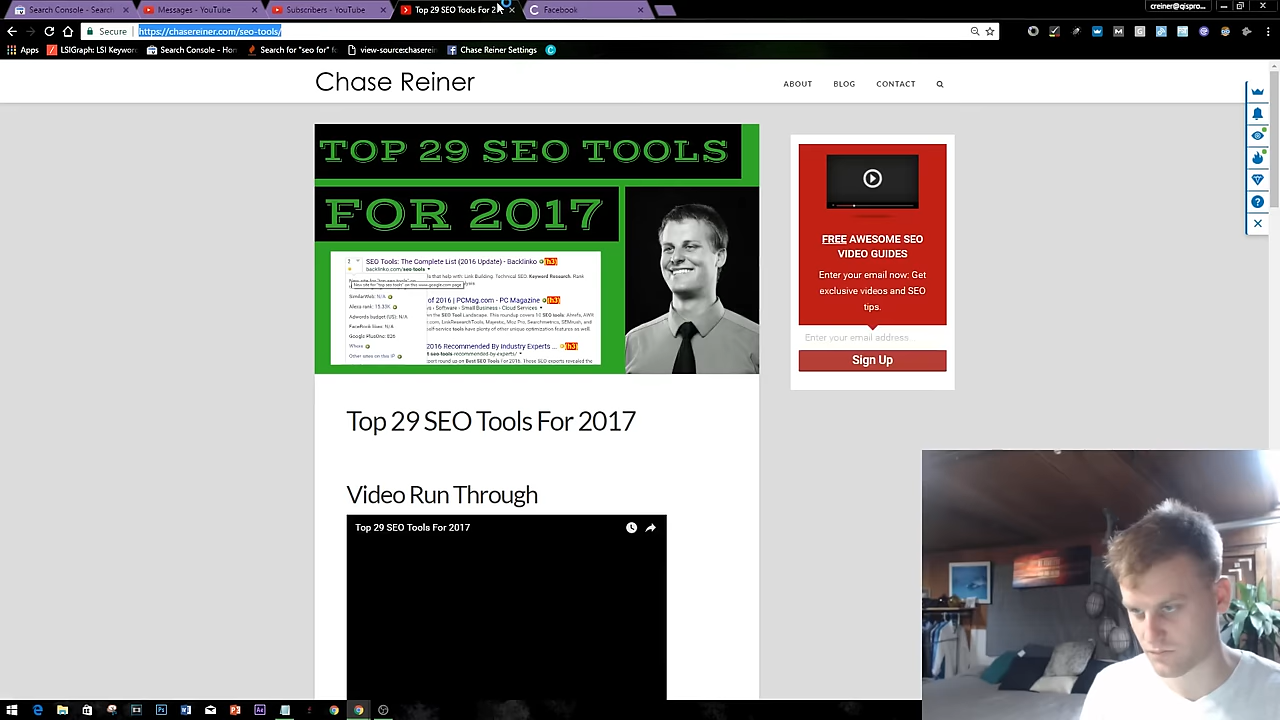 Search Console - Search
Messages - YouTube
Subscribers - YouTube
Top 29 SEO Tools For 2
Facebook
creiner@qispro...
Secure
https://chasereiner.com/seo-tools/
Apps
LSIGraph: LSI Keywo
Search Console - Hom
Search for "seo for" f
view-source:chaserein
Chase Reiner Settings
Chase Reiner
ABOUT
BLOG
CONTACT
TOP 29 SEO TOOLS
FOR 2017
SEO Tools: The Complete List (2016 Update) - Backlinko
backlinko.com/seo-tools
of 2016 | PCMag.com - PC Magazine
2016 Recommended By Industry Experts ...
FREE AWESOME SEO
VIDEO GUIDES
Enter your email now: Get
exclusive videos and SEO
tips.
Enter your email address...
Sign Up
Top 29 SEO Tools For 2017
Video Run Through
Top 29 SEO Tools For 2017